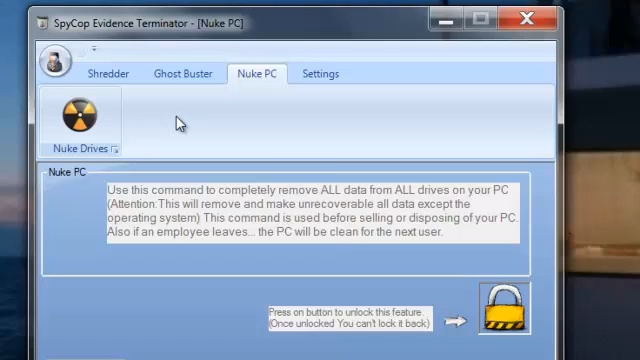 SpyCop Evidence Terminator - [Nuke PC]
Shredder Ghost Buster Nuke PC Settings
Nuke Drives
Nuke PC
Use this command to completely remove ALL data from ALL drives on your PC
(Attention:This will remove and make unrecoverable all data except the
operating system) This command is used before selling or disposing of your PC.
Also if an employee leaves... the PC will be clean for the next user.
Press on button to unlock this feature.
(Once unlocked You can't lock it back)